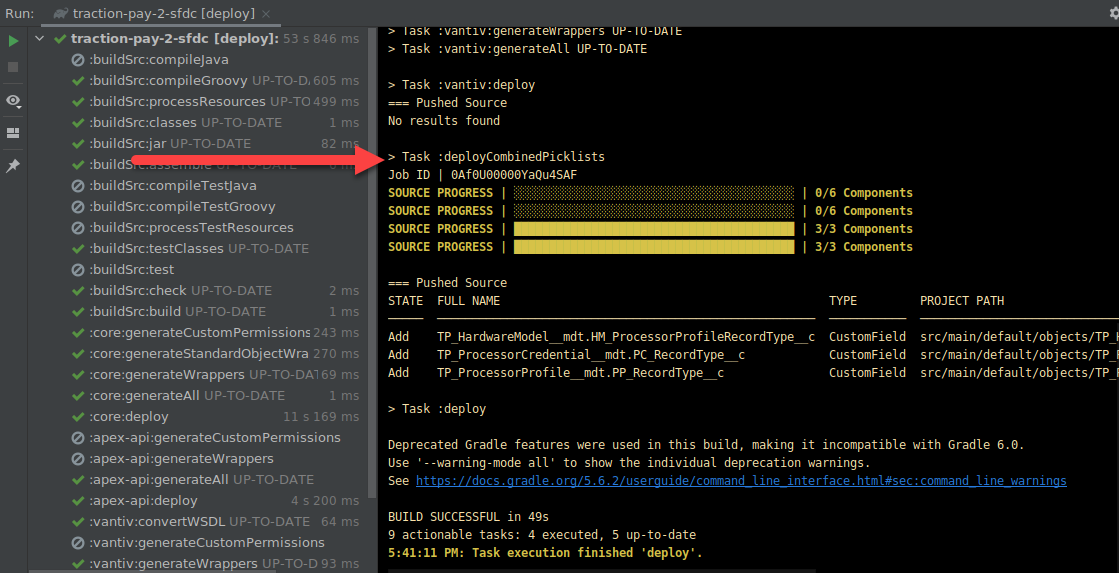 Run: traction-pay-2-sfdc [deploy] ×
traction-pay-2-sfdc [deploy]: 53 s 846 ms
:buildSrc:compileJava
:buildSrc:compileGroovy UP-TO-D. 605 ms
:buildSrc:processResources UP-TO 499 ms
:buildSrc:classes UP-TO-DATE 1 ms
:buildSrc:jar UP-TO-DATE 82 ms
:buildSrc:assemble UP-TO-DATE
:buildSrc:compileTestJava
:buildSrc:compileTestGroovy
:buildSrc:processTestResources
:buildSrc:testClasses UP-TO-DATE
:buildSrc:test
:buildSrc:check UP-TO-DATE 2 ms
:buildSrc:build UP-TO-DATE 1 ms
:core:generateCustomPermissions 243 ms
:core:generateStandardObjectWra 270 ms
:core:generateWrappers UP-TO-DAT 69 ms
:core:generateAll UP-TO-DATE 1 ms
:core:deploy 11 s 169 ms
:apex-api:generateCustomPermissions
:apex-api:generateWrappers
:apex-api:generateAll UP-TO-DATE
:apex-api:deploy 4 s 200 ms
:vantiv:convertWSDL UP-TO-DATE 64 ms
:vantiv:generateCustomPermissions
:vantiv:generateWrappers UP-TO-D 93 ms
> Task :vantiv:generateWrappers UP-TO-DATE
> Task :vantiv:generateAll UP-TO-DATE
> Task :vantiv:deploy
=== Pushed Source
No results found
> Task :deployCombinedPicklists
Job ID | 0Af0U00000YaQu4SAF
SOURCE PROGRESS | ░░░░░░░░░░░░░░░░░░░░░░░░░░░░░░░░░░░░░░░░ | 0/6 Components
SOURCE PROGRESS | ░░░░░░░░░░░░░░░░░░░░░░░░░░░░░░░░░░░░░░░░ | 0/6 Components
SOURCE PROGRESS | ████████████████████████████████████████ | 3/3 Components
SOURCE PROGRESS | ████████████████████████████████████████ | 3/3 Components
=== Pushed Source
STATE FULL NAME TYPE PROJECT PATH
Add TP_HardwareModel__mdt.HM_ProcessorProfileRecordType__c CustomField src/main/default/objects/TP_H
Add TP_ProcessorCredential__mdt.PC_RecordType__c CustomField src/main/default/objects/TP_P
Add TP_ProcessorProfile__mdt.PP_RecordType__c CustomField src/main/default/objects/TP_P
> Task :deploy
Deprecated Gradle features were used in this build, making it incompatible with Gradle 6.0.
Use '--warning-mode all' to show the individual deprecation warnings.
See https://docs.gradle.org/5.6.2/userguide/command_line_interface.html#sec:command_line_warnings
BUILD SUCCESSFUL in 49s
9 actionable tasks: 4 executed, 5 up-to-date
5:41:11 PM: Task execution finished 'deploy'.